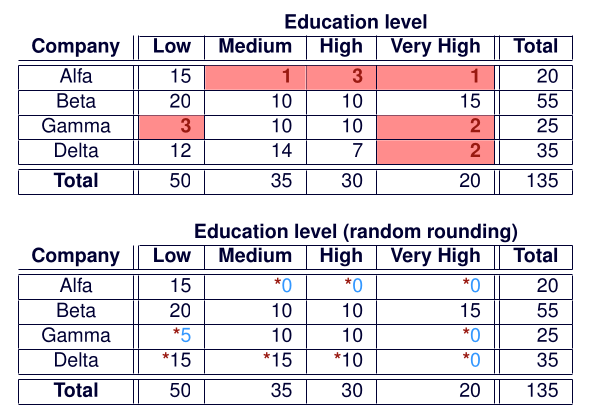 Education level
Company Low Medium High Very High Total
Alfa 15 1 3 1 20
Beta 20 10 10 15 55
Gamma 3 10 10 2 25
Delta 12 14 7 2 35
Total 50 35 30 20 135
Education level (random rounding)
Company Low Medium High Very High Total
Alfa 15 *0 *0 *0 20
Beta 20 10 10 15 55
Gamma *5 10 10 *0 25
Delta *15 *15 *10 *0 35
Total 50 35 30 20 135